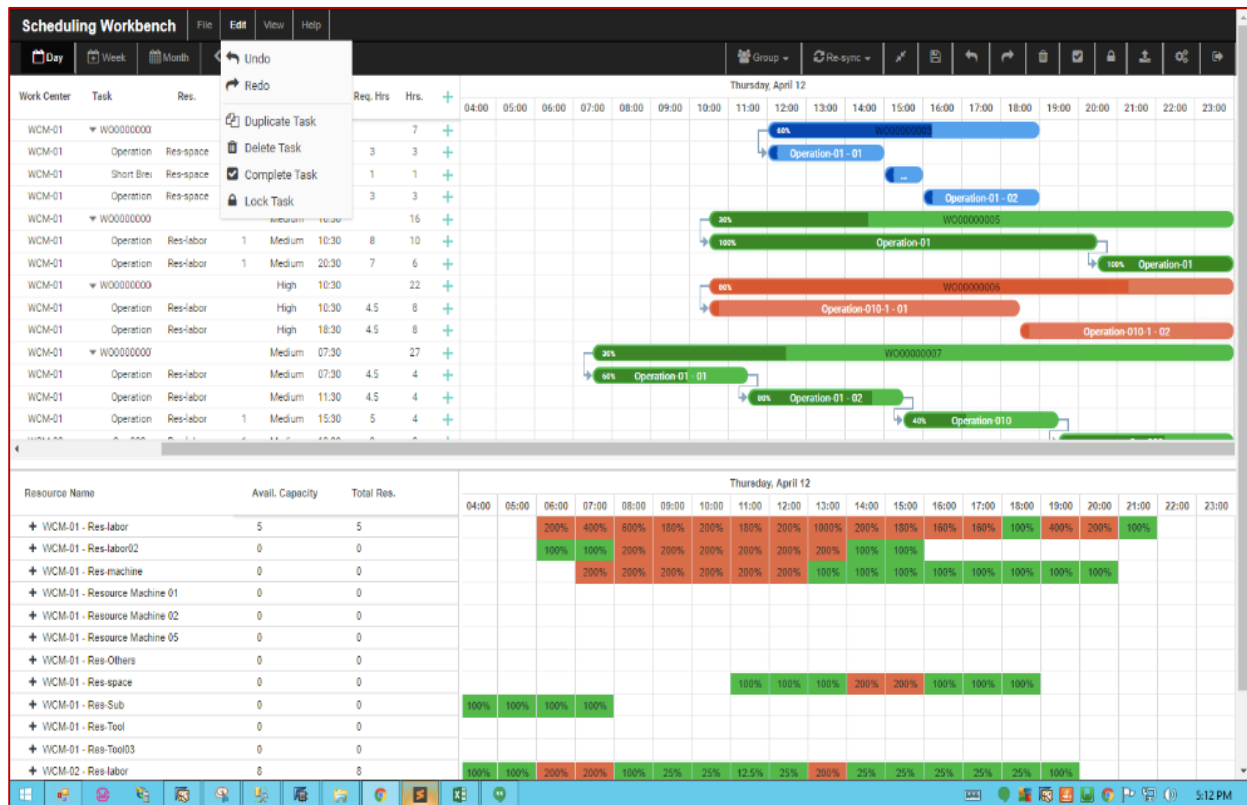 Scheduling Workbench File Edit View Help
Day Week Month Group Re-sync
Undo
Redo
Duplicate Task
Delete Task
Complete Task
Lock Task
Thursday, April 12
Work Center Task Res. Req. Hrs Hrs. 04:00 05:00 06:00 07:00 08:00 09:00 10:00 11:00 12:00 13:00 14:00 15:00 16:00 17:00 18:00 19:00 20:00 21:00 22:00 23:00
WCM-01 WO00000000 7 60%
WCM-01 Operation Res-space 3 3 Operation-01 - 01
WCM-01 Short Brea Res-space 1 1 ...
WCM-01 Operation Res-space 3 3 Operation-01 - 02
WCM-01 WO00000000 Medium 10:30 16 30% WO00000005
WCM-01 Operation Res-labor 1 Medium 10:30 8 10 100% Operation-01
WCM-01 Operation Res-labor 1 Medium 20:30 7 6 100% Operation-01
WCM-01 WO00000000 High 10:30 22 80% WO00000006
WCM-01 Operation Res-labor High 10:30 4.5 8 Operation-010-1 - 01
WCM-01 Operation Res-labor High 18:30 4.5 8 Operation-010-1 - 02
WCM-01 WO00000000 Medium 07:30 27 30% WO00000007
WCM-01 Operation Res-labor Medium 07:30 4.5 4 60% Operation-01 - 01
WCM-01 Operation Res-labor Medium 11:30 4.5 4 80% Operation-01 - 02
WCM-01 Operation Res-labor 1 Medium 15:30 5 4 40% Operation-010
Thursday, April 12
Resource Name Avail. Capacity Total Res. 04:00 05:00 06:00 07:00 08:00 09:00 10:00 11:00 12:00 13:00 14:00 15:00 16:00 17:00 18:00 19:00 20:00 21:00 22:00 23:00
WCM-01 - Res-labor 5 5 200% 400% 600% 180% 200% 180% 200% 1000% 200% 180% 160% 160% 100% 400% 200% 100%
WCM-01 - Res-labor02 0 0 100% 100% 200% 200% 200% 200% 200% 200% 100% 100%
WCM-01 - Res-machine 0 0 200% 200% 200% 200% 200% 200% 100% 100% 100% 100% 100% 100% 100% 100%
WCM-01 - Resource Machine 01 0 0
WCM-01 - Resource Machine 02 0 0
WCM-01 - Resource Machine 05 0 0
WCM-01 - Res-Others 0 0
WCM-01 - Res-space 0 0 100% 100% 100% 200% 200% 100% 100% 100%
WCM-01 - Res-Sub 0 0 100% 100% 100% 100%
WCM-01 - Res-Tool 0 0
WCM-01 - Res-Tool03 0 0
WCM-02 - Res-labor 8 8 100% 100% 200% 200% 100% 25% 25% 12.5% 25% 200% 25% 25% 25% 25% 25% 100%
5:12 PM